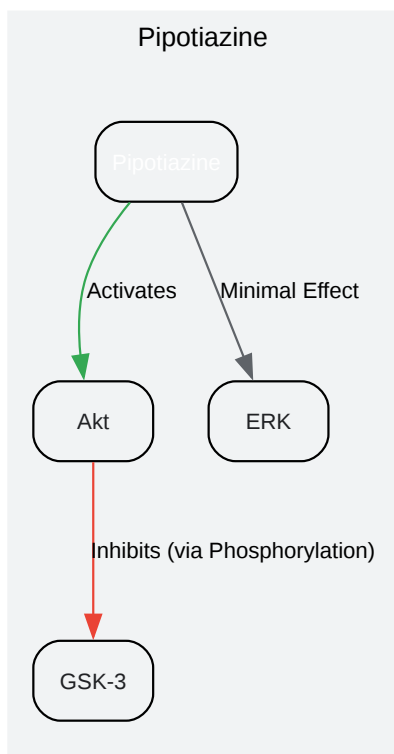 Pipotiazine
Pipotiazine
Activates
Minimal Effect
Akt
ERK
Inhibits (via Phosphorylation)
GSK-3